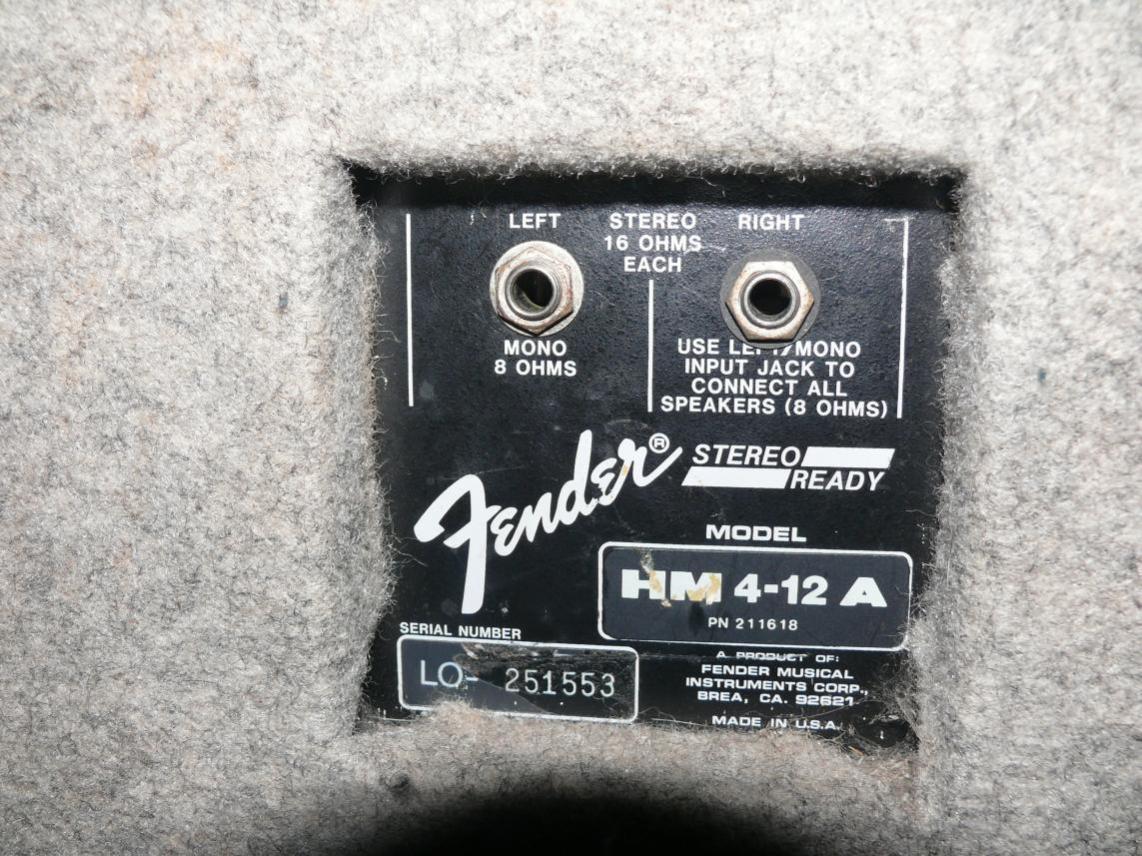 LEFT STEREO RIGHT
16 OHMS
EACH
MONO
8 OHMS
USE LEFT/MONO
INPUT JACK TO
CONNECT ALL
SPEAKERS (8 OHMS)
Fender®
STEREO
READY
MODEL
HM 4-12 A
PN 211618
SERIAL NUMBER
LO- 251553
A PRODUCT OF:
FENDER MUSICAL
INSTRUMENTS CORP.,
BREA, CA. 92621
MADE IN U.S.A.